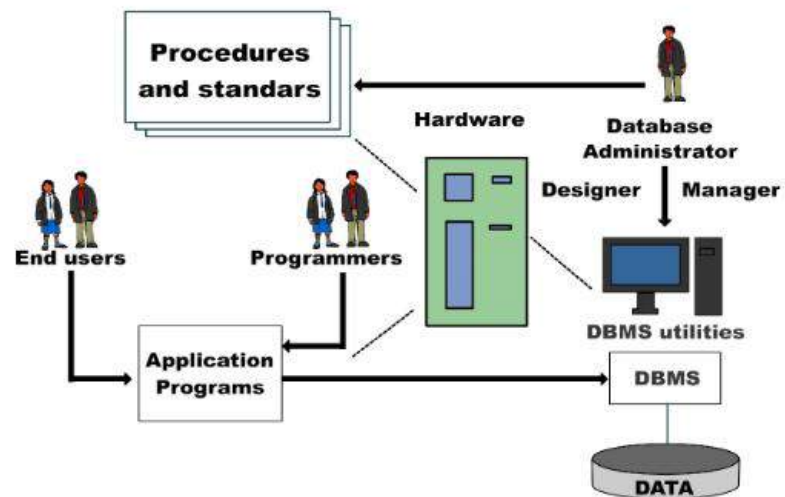 Procedures
and standars
Hardware
Database
Administrator
Designer
Manager
End users
Programmers
DBMS utilities
Application
Programs
DBMS
DATA